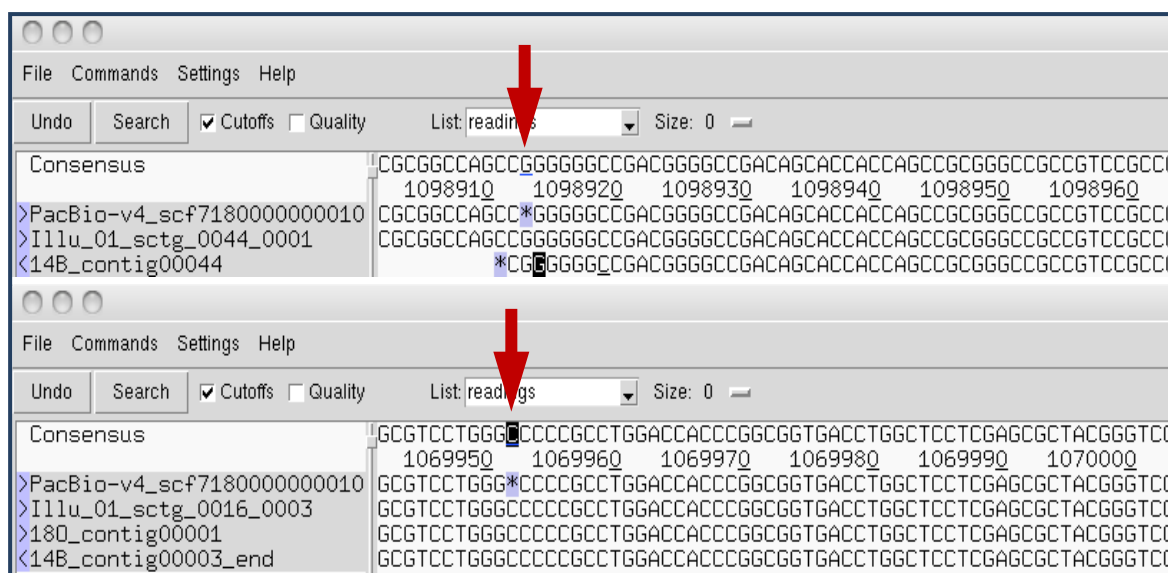 File Commands Settings Help
Undo Search Cutoffs Quality List: readings Size: 0
Consensus CGCGGCCAGCCGGGGGGCCGACGGGGCCGACAGCACCACCAGCCGCGGGCCGCCGTCCGCC
1098910 1098920 1098930 1098940 1098950 1098960
>PacBio-v4_scf7180000000010 CGCGGCCAGCC*GGGGGCCGACGGGGCCGACAGCACCACCAGCCGCGGGCCGCCGTCCGCC
>Illu_01_sctg_0044_0001 CGCGGCCAGCCGGGGGGCCGACGGGGCCGACAGCACCACCAGCCGCGGGCCGCCGTCCGCC
<14B_contig00044 *CGGGGGGCCGACGGGGCCGACAGCACCACCAGCCGCGGGCCGCCGTCCGCC
File Commands Settings Help
Undo Search Cutoffs Quality List: readings Size: 0
Consensus GCGTCCTGGGCCCCCGCCTGGACCACCCGGCGGTGACCTGGCTCCTCGAGCGCTACGGGTC
1069950 1069960 1069970 1069980 1069990 1070000
>PacBio-v4_scf7180000000010 GCGTCCTGGG*CCCCGCCTGGACCACCCGGCGGTGACCTGGCTCCTCGAGCGCTACGGGTC
>Illu_01_sctg_0016_0003 GCGTCCTGGGCCCCCGCCTGGACCACCCGGCGGTGACCTGGCTCCTCGAGCGCTACGGGTC
>180_contig00001 GCGTCCTGGGCCCCCGCCTGGACCACCCGGCGGTGACCTGGCTCCTCGAGCGCTACGGGTC
<14B_contig00003_end GCGTCCTGGGCCCCCGCCTGGACCACCCGGCGGTGACCTGGCTCCTCGAGCGCTACGGGTC